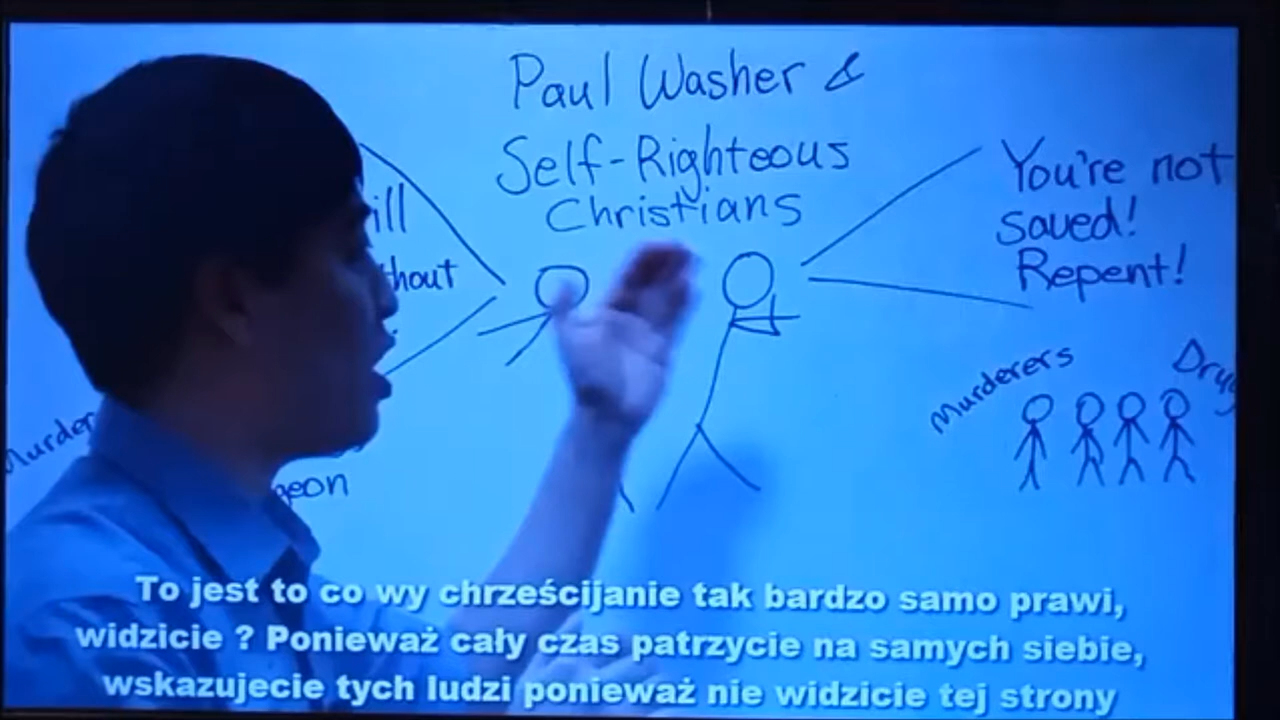 Paul Washer &
Self-Righteous
Christians
You're not
saved!
Repent!
Murderers
To jest to co wy chrześcijanie tak bardzo samo prawi,
widzicie ? Ponieważ cały czas patrzycie na samych siebie,
wskazujecie tych ludzi ponieważ nie widzicie tej strony